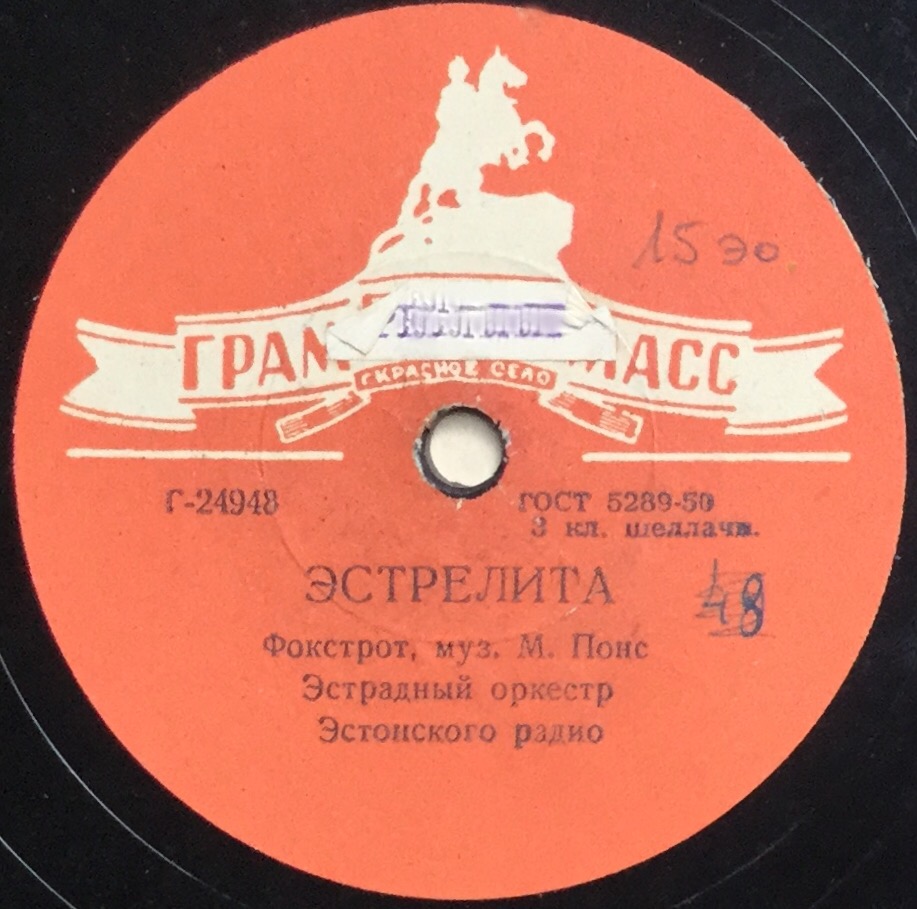 15 эо
ГРАМ ЛАСС
г КРАСНОЕ СЕЛО
Г-24948
ГОСТ 5289-50
3 кл. шеллачн.
ЭСТРЕЛИТА
48
Фокстрот, муз. М. Понс
Эстрадный оркестр
Эстонского радио